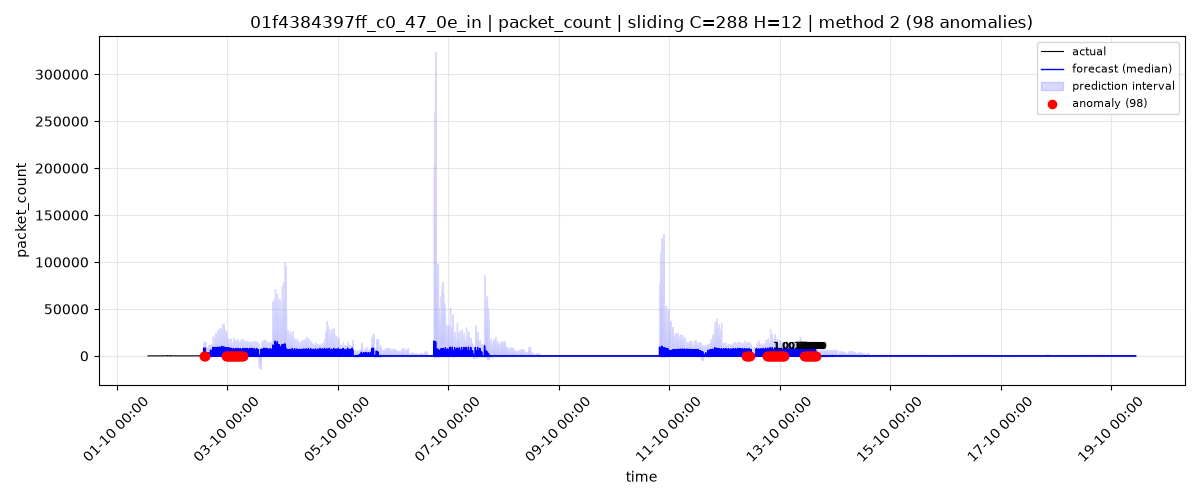 01f4384397ff_c0_47_0e_in | packet_count | sliding C=288 H=12 | method 2 (98 anomalies)
actual
forecast (median)
prediction interval
anomaly (98)
300000
250000
200000
150000
100000
50000
0
packet_count
01-10 00:00
03-10 00:00
05-10 00:00
07-10 00:00
09-10 00:00
11-10 00:00
13-10 00:00
15-10 00:00
17-10 00:00
19-10 00:00
time